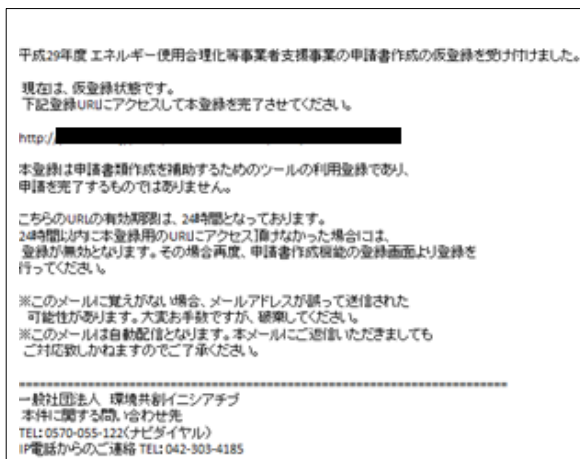 平成29年度 エネルギー使用合理化等事業者支援事業の申請書作成の仮登録を受け付けました。
現在は、仮登録状態です。
下記登録URLにアクセスして本登録を完了させてください。
http://
本登録は申請書類作成を補助するためのツールの利用登録であり、
申請を完了するものではありません。
こちらのURLの有効期限は、24時間となっております。
24時間以内に本登録用のURLにアクセス頂けなかった場合には、
登録が無効となります。その場合再度、申請書作成機能の登録画面より登録を
行ってください。
※このメールに覚えがない場合、メールアドレスが誤って送信された
可能性があります。大変お手数ですが、破棄してください。
※このメールは自動配信となります。本メールにご返信いただきましても
ご対応致しかねますのでご了承ください。
**********************************************************************
一般社団法人 環境共創イニシアチブ
本件に関する問い合わせ先
TEL: 0570-055-122(ナビダイヤル)
IP電話からのご連絡 TEL: 042-303-4185